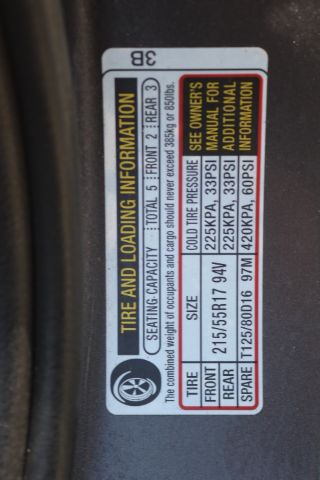 3B
TIRE AND LOADING INFORMATION
SEATING CAPACITY TOTAL 5 FRONT 2 REAR 3
The combined weight of occupants and cargo should never exceed 385kg or 850lbs.
TIRE SIZE COLD TIRE PRESSURE SEE OWNER'S MANUAL FOR ADDITIONAL INFORMATION
FRONT 215/55R17 94V 225KPA, 33PSI
REAR 225KPA, 33PSI
SPARE T125/80D16 97M 420KPA, 60PSI